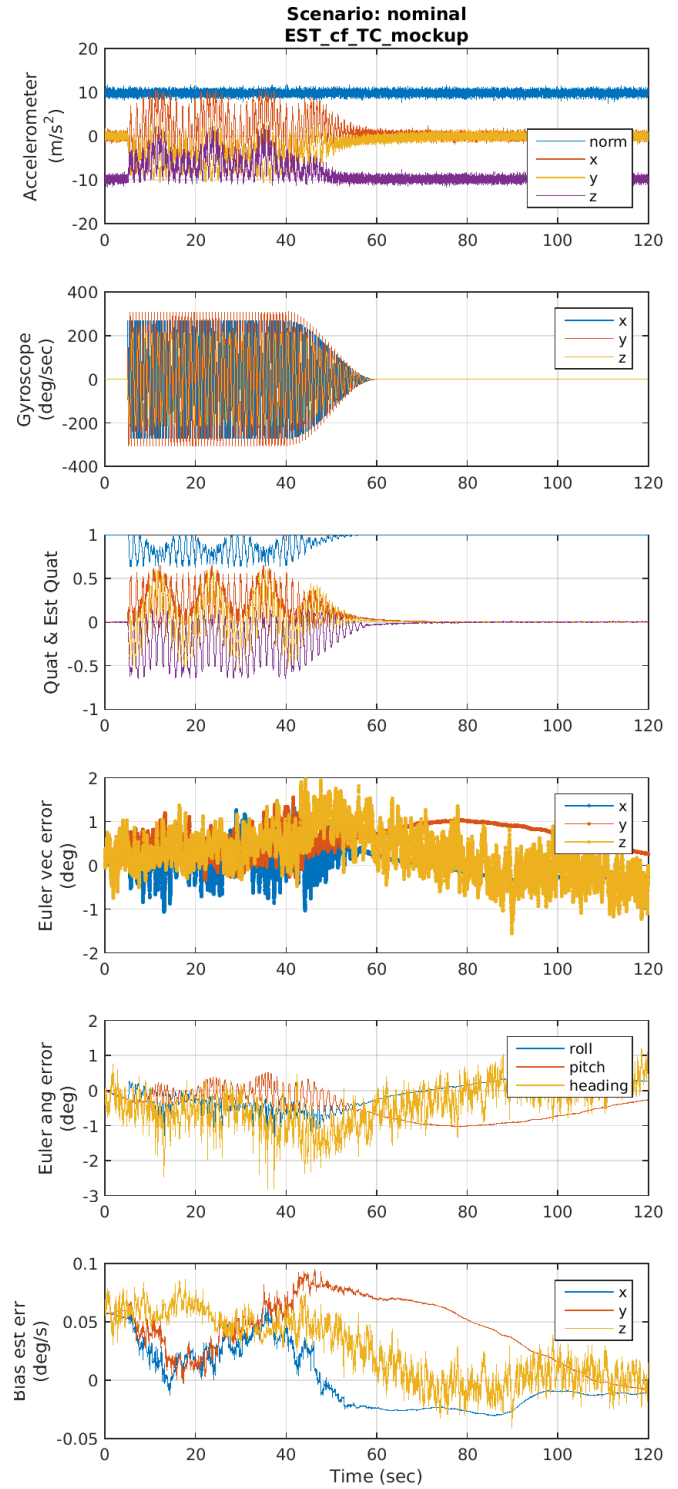 Scenario: nominal
EST_cf_TC_mockup
Accelerometer
(m/s²)
20
10
0
-10
-20
norm
x
y
z
0 20 40 60 80 100 120
Gyroscope
(deg/sec)
400
200
0
-200
-400
x
y
z
0 20 40 60 80 100 120
Quat & Est Quat
1
0.5
0
-0.5
-1
0 20 40 60 80 100 120
Euler vec error
(deg)
2
1
0
-1
-2
x
y
z
0 20 40 60 80 100 120
Euler ang error
(deg)
2
1
0
-1
-2
-3
roll
pitch
heading
0 20 40 60 80 100 120
Bias est err
(deg/s)
0.1
0.05
0
-0.05
x
y
z
0 20 40 60 80 100 120
Time (sec)